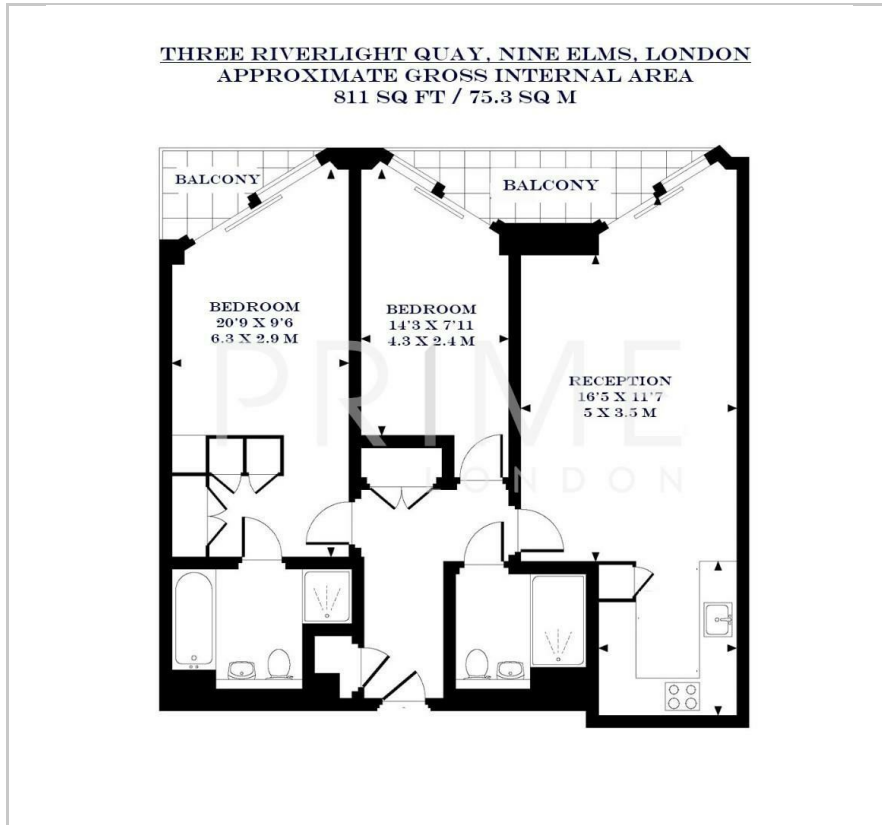 THREE RIVERLIGHT QUAY, NINE ELMS, LONDON
APPROXIMATE GROSS INTERNAL AREA
811 SQ FT / 75.3 SQ M
BALCONY
BALCONY
BEDROOM
20'9 X 9'6
6.3 X 2.9 M
BEDROOM
14'3 X 7'11
4.3 X 2.4 M
RECEPTION
16'5 X 11'7
5 X 3.5 M
PRIME
LONDON